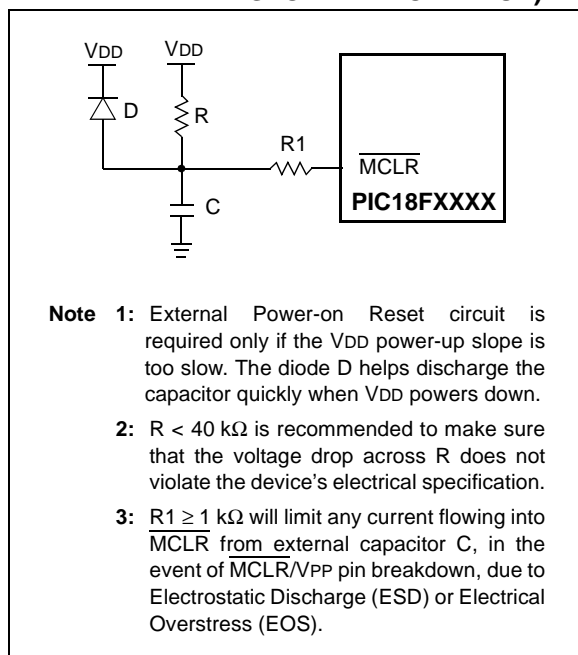 VDD VDD
D
R
R1
MCLR
PIC18FXXXX
C
Note 1: External Power-on Reset circuit is
required only if the VDD power-up slope is
too slow. The diode D helps discharge the
capacitor quickly when VDD powers down.
2: R < 40 kΩ is recommended to make sure
that the voltage drop across R does not
violate the device's electrical specification.
3: R1 ≥ 1 kΩ will limit any current flowing into
MCLR from external capacitor C, in the
event of MCLR/VPP pin breakdown, due to
Electrostatic Discharge (ESD) or Electrical
Overstress (EOS).